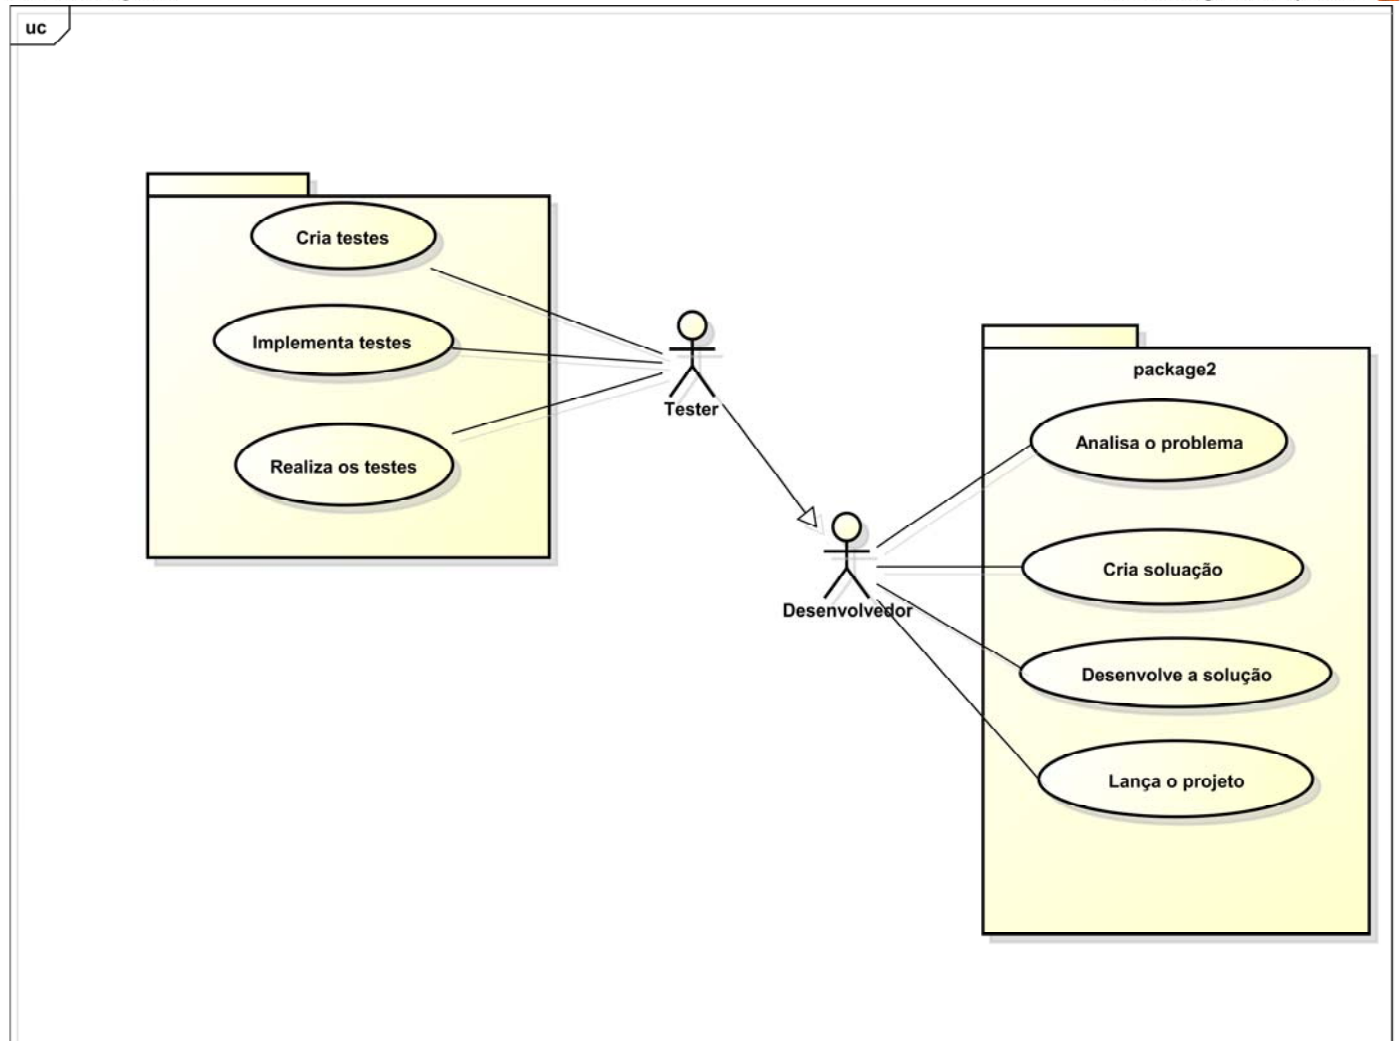 uc
Cria testes
Implementa testes
Realiza os testes
Tester
Desenvolvedor
package2
Analisa o problema
Cria soluação
Desenvolve a solução
Lança o projeto